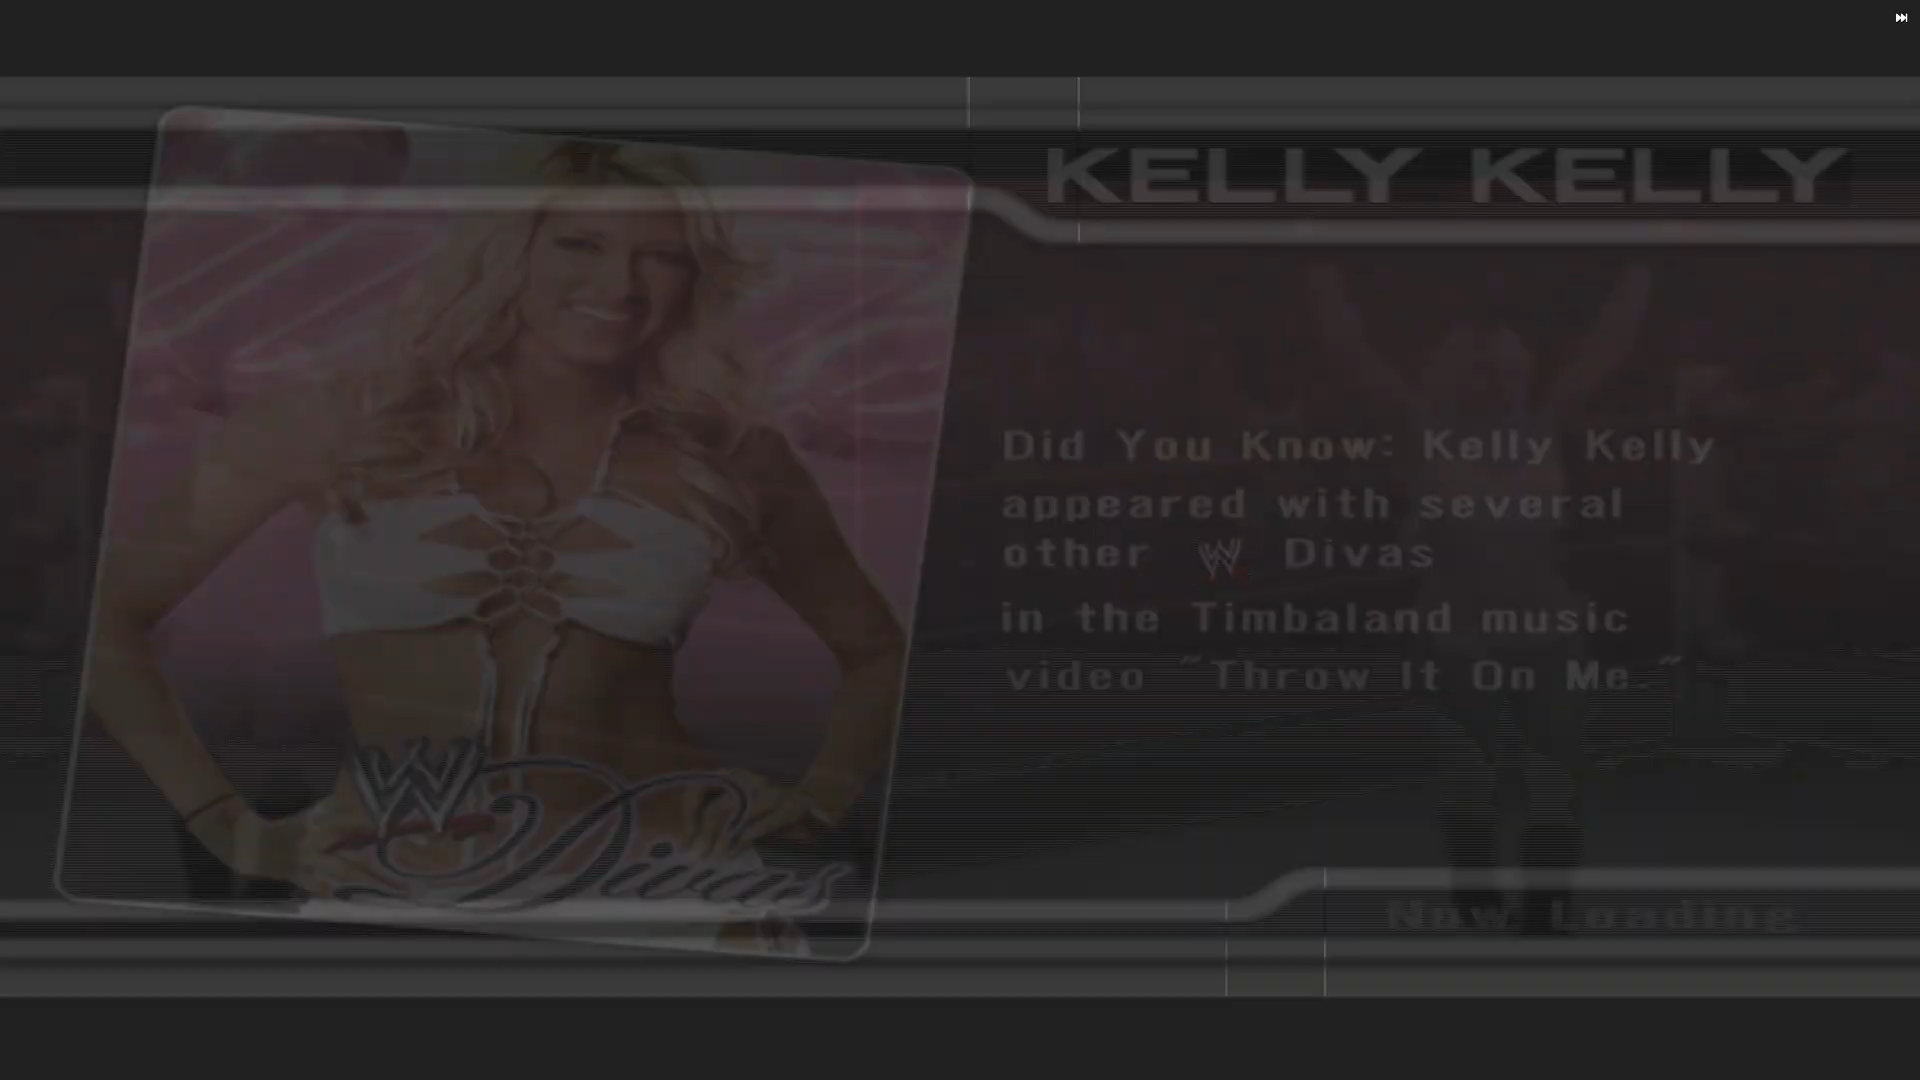 KELLY KELLY
Did You Know: Kelly Kelly
appeared with several
other W Divas
in the Timbaland music
video "Throw It On Me."
W Divas
Now Loading